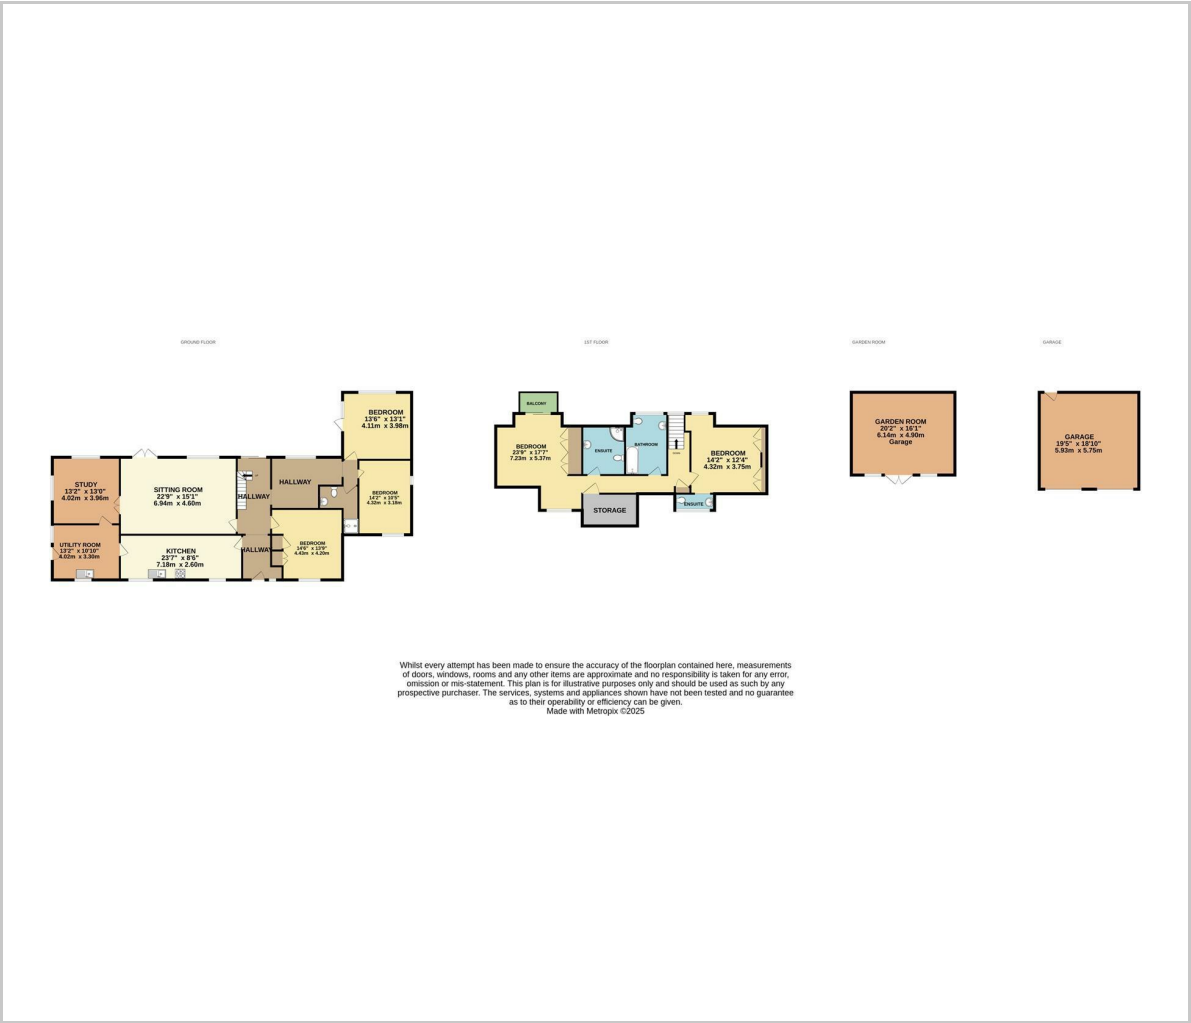 GROUND FLOOR
1ST FLOOR
GARDEN ROOM
GARAGE
BEDROOM
13'6" x 13'1"
4.11m x 3.98m
STUDY
13'2" x 13'0"
4.02m x 3.96m
SITTING ROOM
22'9" x 15'1"
6.94m x 4.60m
HALLWAY
HALLWAY
BEDROOM
14'2" x 10'5"
4.32m x 3.18m
UTILITY ROOM
13'2" x 10'10"
4.02m x 3.30m
KITCHEN
23'7" x 8'6"
7.18m x 2.60m
HALLWAY
BEDROOM
14'6" x 13'9"
4.43m x 4.20m
BALCONY
BEDROOM
23'9" x 17'7"
7.23m x 5.37m
ENSUITE
BATHROOM
BEDROOM
14'2" x 12'4"
4.32m x 3.75m
STORAGE
ENSUITE
GARDEN ROOM
20'2" x 16'1"
6.14m x 4.90m
Garage
GARAGE
19'5" x 18'10"
5.93m x 5.75m
Whilst every attempt has been made to ensure the accuracy of the floorplan contained here, measurements
of doors, windows, rooms and any other items are approximate and no responsibility is taken for any error,
omission or mis-statement. This plan is for illustrative purposes only and should be used as such by any
prospective purchaser. The services, systems and appliances shown have not been tested and no guarantee
as to their operability or efficiency can be given.
Made with Metropix ©2025